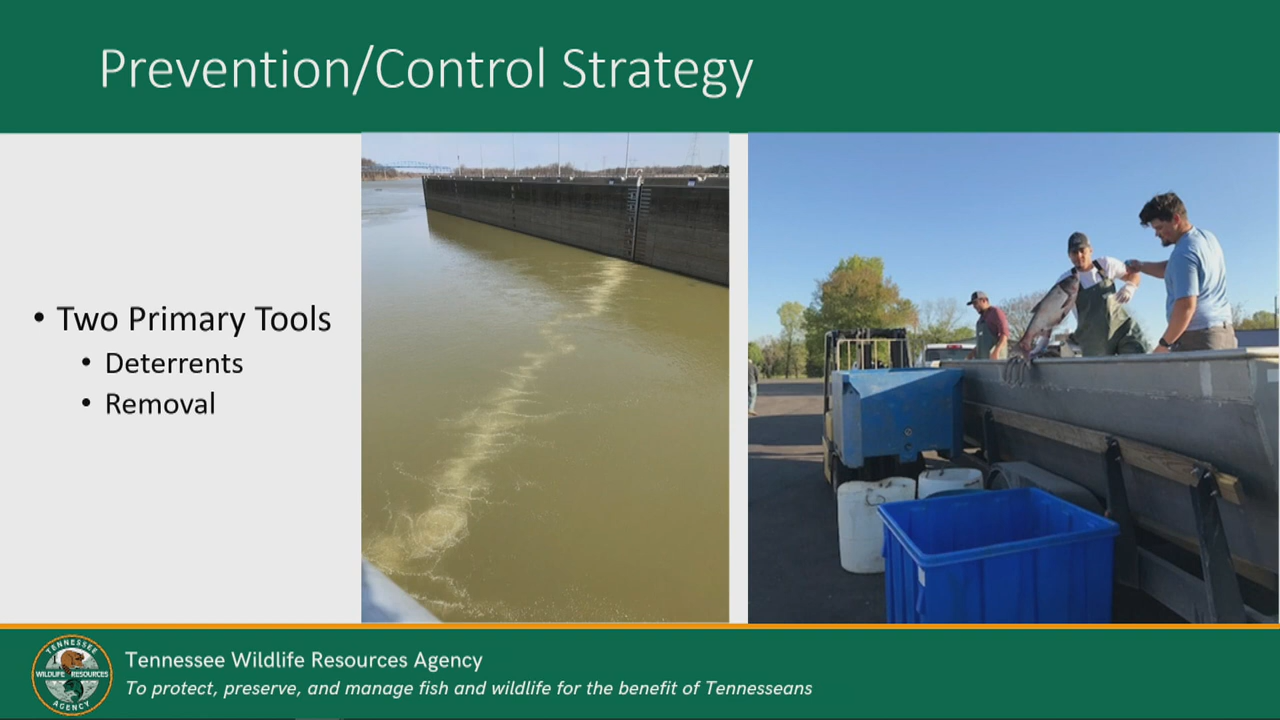 Prevention/Control Strategy
• Two Primary Tools
• Deterrents
• Removal
TENNESSEE
WILDLIFE RESOURCES
AGENCY
Tennessee Wildlife Resources Agency
To protect, preserve, and manage fish and wildlife for the benefit of Tennesseans